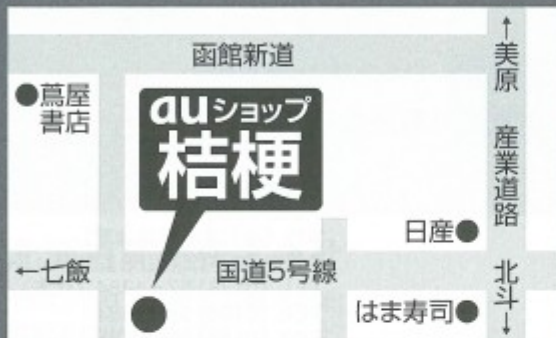 函館新道
↑美原
産業道路
●蔦屋
書店
auショップ
桔梗
日産●
←七飯
国道5号線
北斗→
はま寿司●